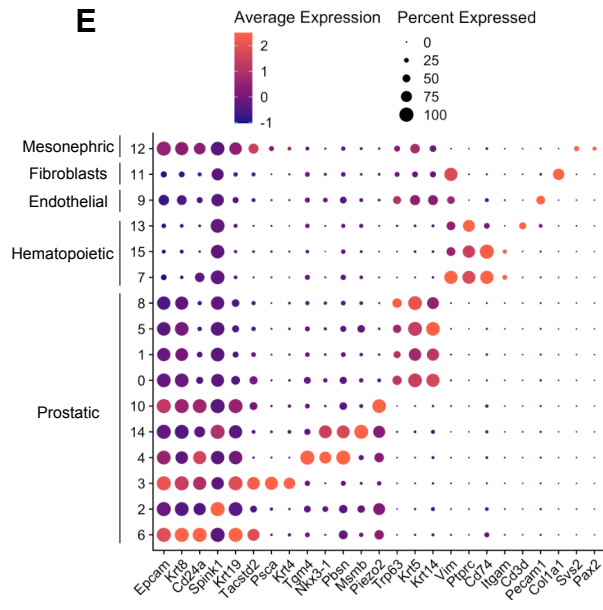 E
Average Expression
2
1
0
-1
Percent Expressed
0
25
50
75
100
Mesonephric
Fibroblasts
Endothelial
Hematopoietic
Prostatic
12
11
9
13
15
7
8
5
1
0
10
14
4
3
2
6
Epcam
Krt8
Cd24a
Spink1
Krt19
Tacstd2
Psca
Krt4
Tgm4
Nkx3-1
Pbsn
Msmb
Piezo2
Trp63
Krt5
Krt14
Vim
Ptprc
Cd74
Itgam
Cd3d
Pecam1
Col1a1
Svs2
Pax2